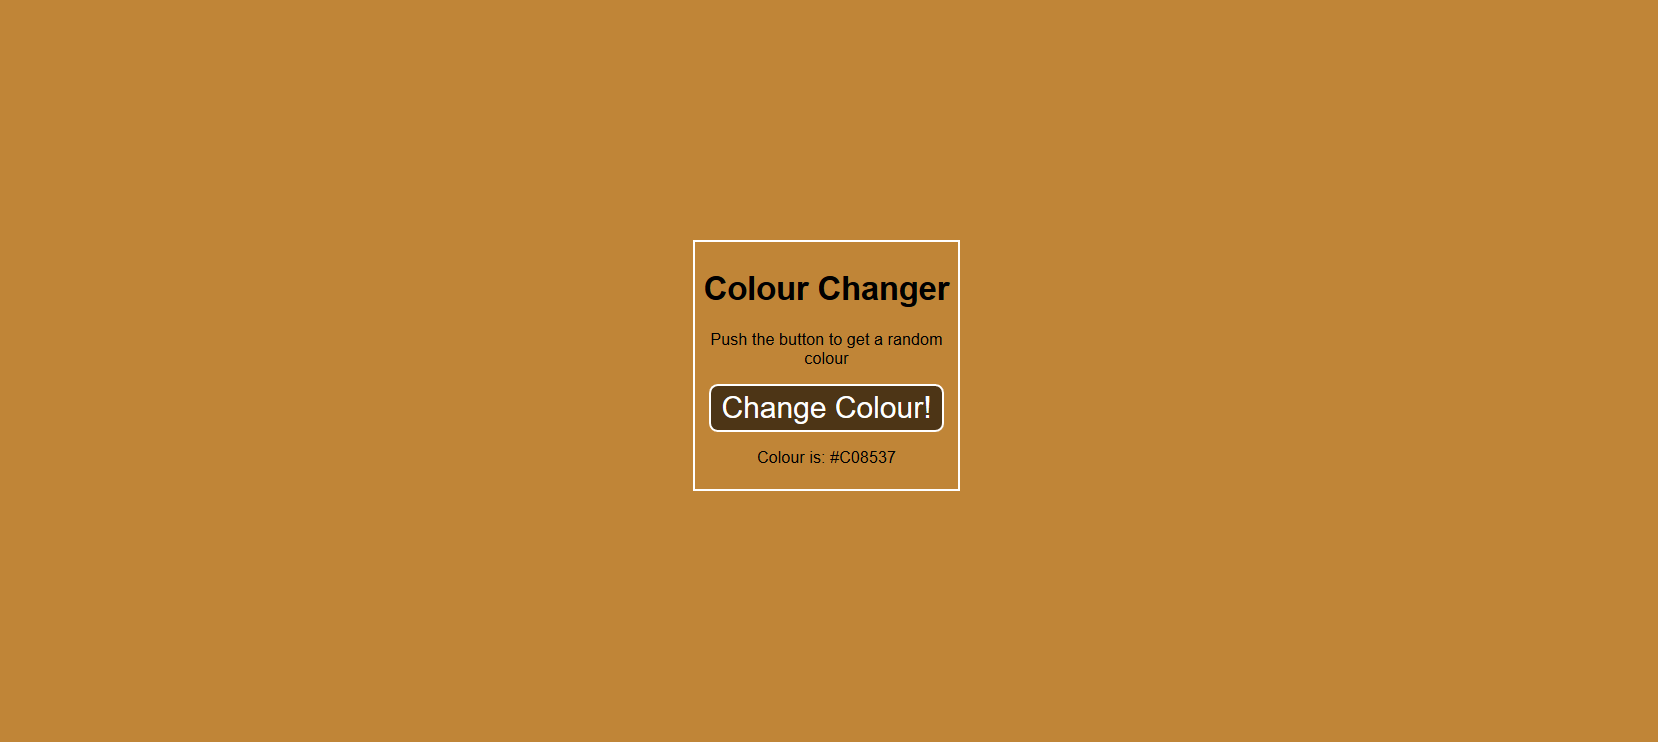 Colour Changer
Push the button to get a random
colour
Change Colour!
Colour is: #C08537